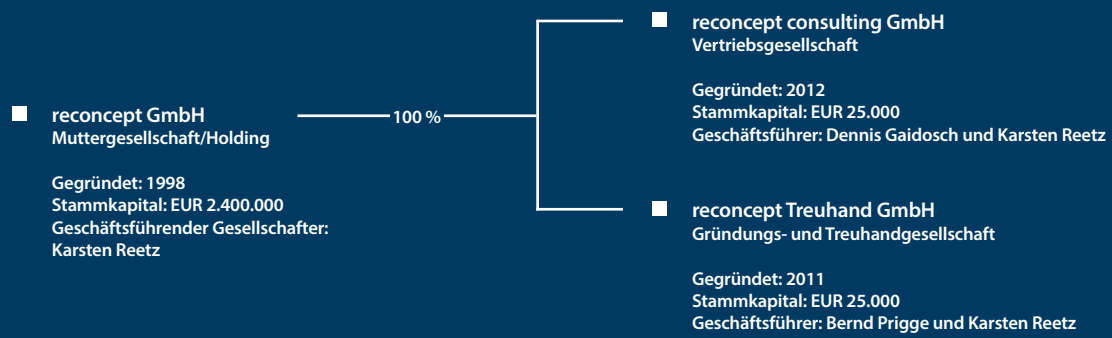 reconcept GmbH
Muttergesellschaft/Holding
Gegründet: 1998
Stammkapital: EUR 2.400.000
Geschäftsführender Gesellschafter:
Karsten Reetz
100 %
reconcept consulting GmbH
Vertriebsgesellschaft
Gegründet: 2012
Stammkapital: EUR 25.000
Geschäftsführer: Dennis Gaidosch und Karsten Reetz
reconcept Treuhand GmbH
Gründungs- und Treuhandgesellschaft
Gegründet: 2011
Stammkapital: EUR 25.000
Geschäftsführer: Bernd Prigge und Karsten Reetz